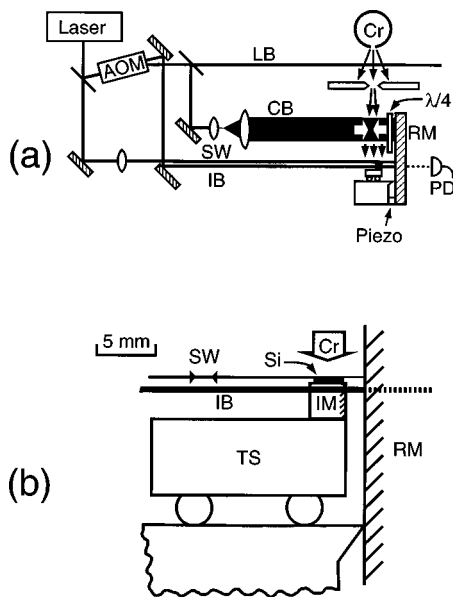 Laser
Cr
AOM
LB
λ/4
CB
RM
(a)
SW
IB
PD
Piezo
5 mm
Cr
SW
Si
IB
IM
RM
TS
(b)